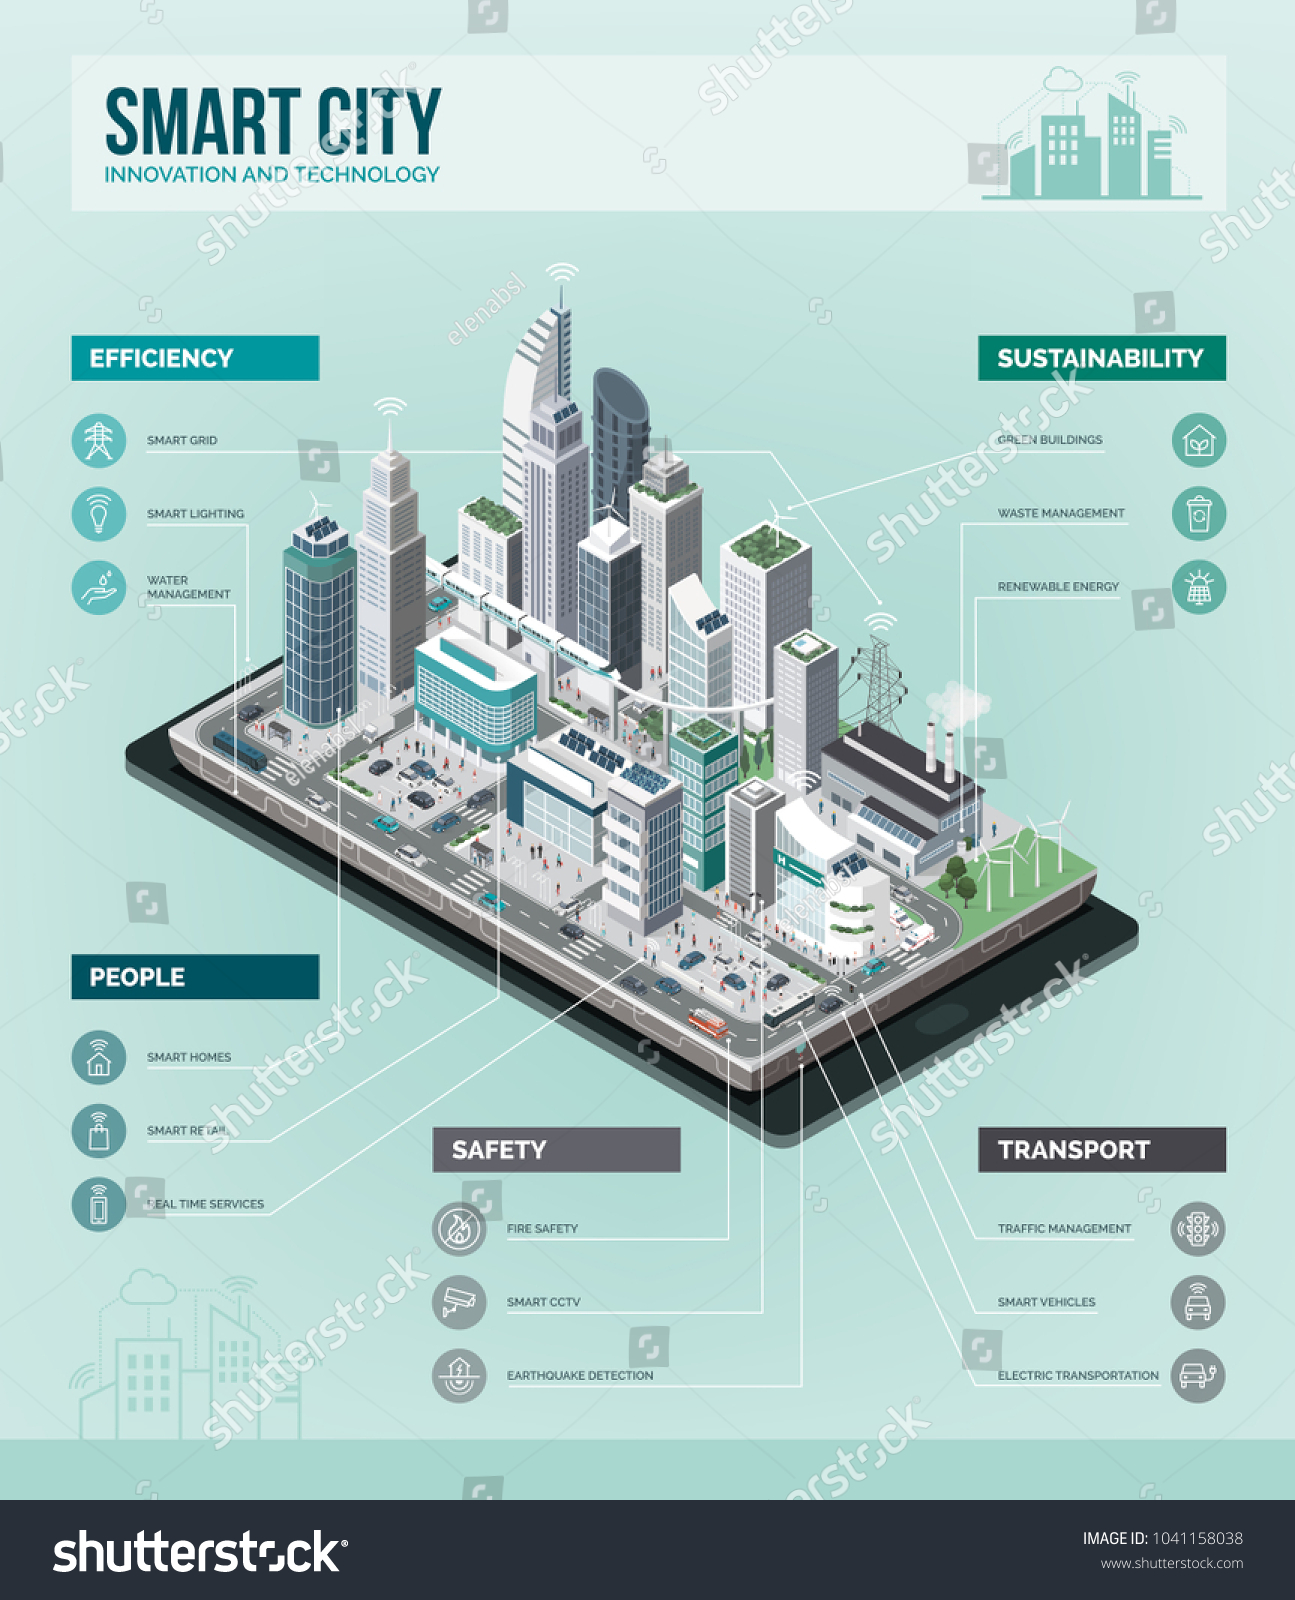 SMART CITY
INNOVATION AND TECHNOLOGY
EFFICIENCY
SMART GRID
SMART LIGHTING
WATER
MANAGEMENT
SUSTAINABILITY
GREEN BUILDINGS
WASTE MANAGEMENT
RENEWABLE ENERGY
H
PEOPLE
SMART HOMES
SMART RETAIL
REAL TIME SERVICES
SAFETY
FIRE SAFETY
SMART CCTV
EARTHQUAKE DETECTION
TRANSPORT
TRAFFIC MANAGEMENT
SMART VEHICLES
ELECTRIC TRANSPORTATION
shutterstock
elenabsl
shutterstock
IMAGE ID: 1041158038
www.shutterstock.com